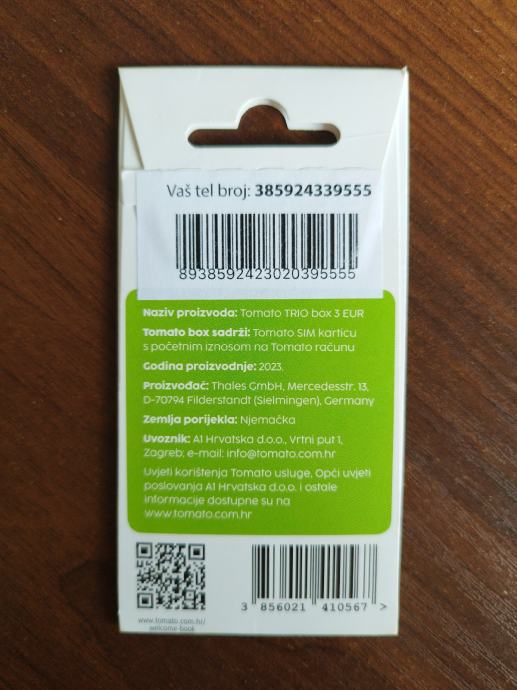 Vaš tel broj: 385924339555
8938592423020395555
Naziv proizvoda: Tomato TRIO box 3 EUR
Tomato box sadrži: Tomato SIM karticu
s početnim iznosom na Tomato računu
Godina proizvodnje: 2023.
Proizvođač: Thales GmbH, Mercedesstr. 13,
D-70794 Filderstandt (Sielmingen), Germany
Zemlja porijekla: Njemačka
Uvoznik: A1 Hrvatska d.o.o., Vrtni put 1,
Zagreb; e-mail: info@tomato.com.hr
Uvjeti korištenja Tomato usluge, Opći uvjeti
poslovanja A1 Hrvatska d.o.o. i ostale
informacije dostupne su na
www.tomato.com.hr
www.tomato.com.hr/
welcome-book
3 856021 410567 >